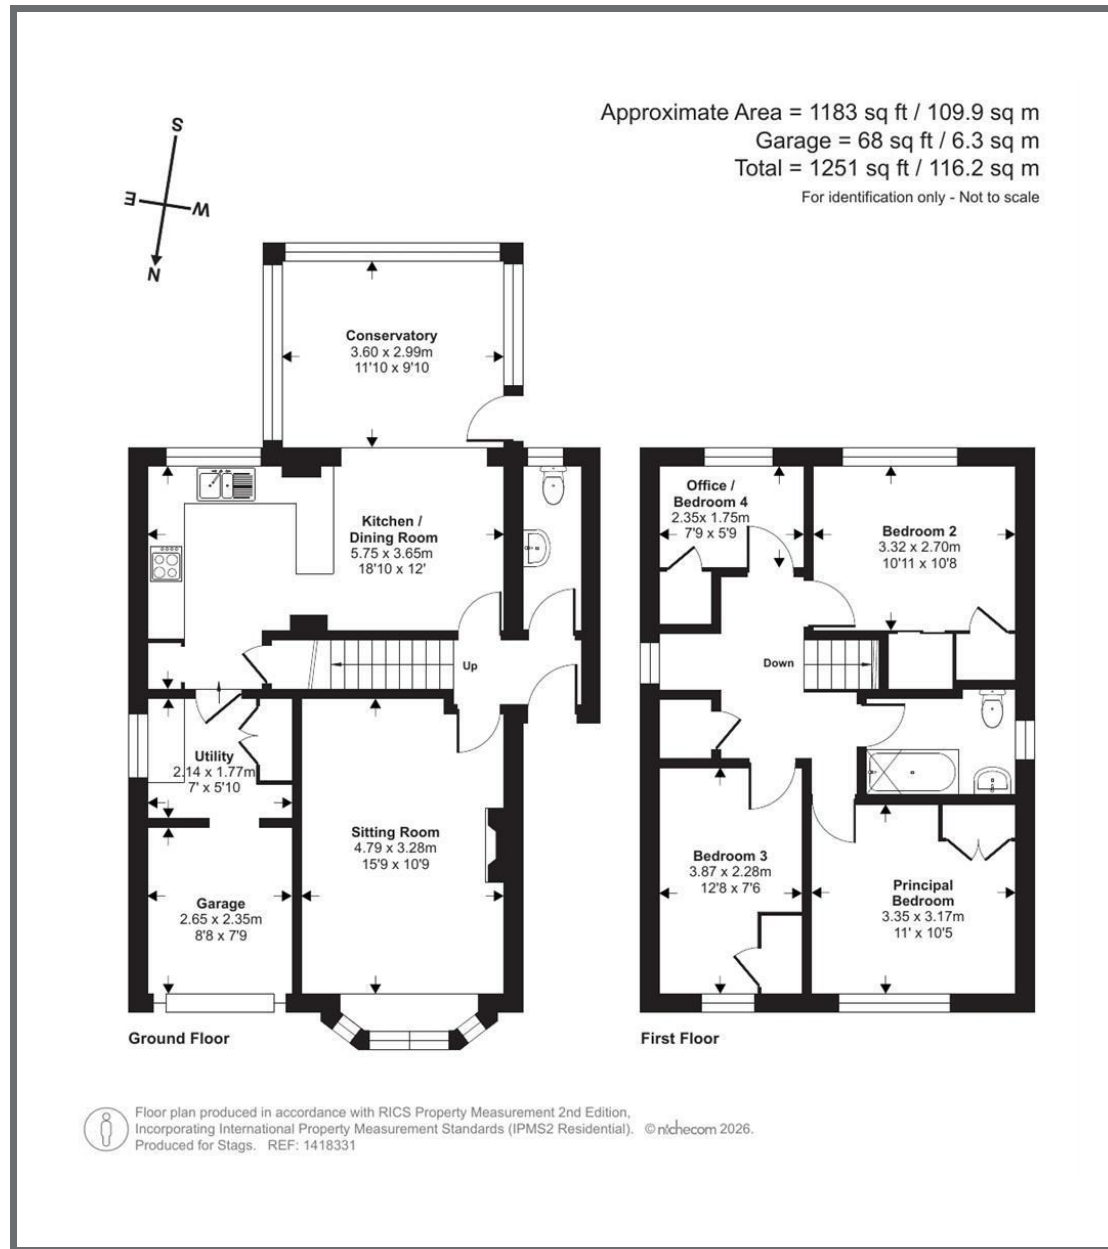 Approximate Area = 1183 sq ft / 109.9 sq m
Garage = 68 sq ft / 6.3 sq m
Total = 1251 sq ft / 116.2 sq m
For identification only - Not to scale
S
E
W
N
Conservatory
3.60 x 2.99m
11'10 x 9'10
Kitchen /
Dining Room
5.75 x 3.65m
18'10 x 12'
Up
Utility
2.14 x 1.77m
7' x 5'10
Sitting Room
4.79 x 3.28m
15'9 x 10'9
Garage
2.65 x 2.35m
8'8 x 7'9
Ground Floor
Office /
Bedroom 4
2.35x 1.75m
7'9 x 5'9
Bedroom 2
3.32 x 2.70m
10'11 x 10'8
Down
Bedroom 3
3.87 x 2.28m
12'8 x 7'6
Principal
Bedroom
3.35 x 3.17m
11' x 10'5
First Floor
Floor plan produced in accordance with RICS Property Measurement 2nd Edition,
Incorporating International Property Measurement Standards (IPMS2 Residential). © nichecom 2026.
Produced for Stags. REF: 1418331